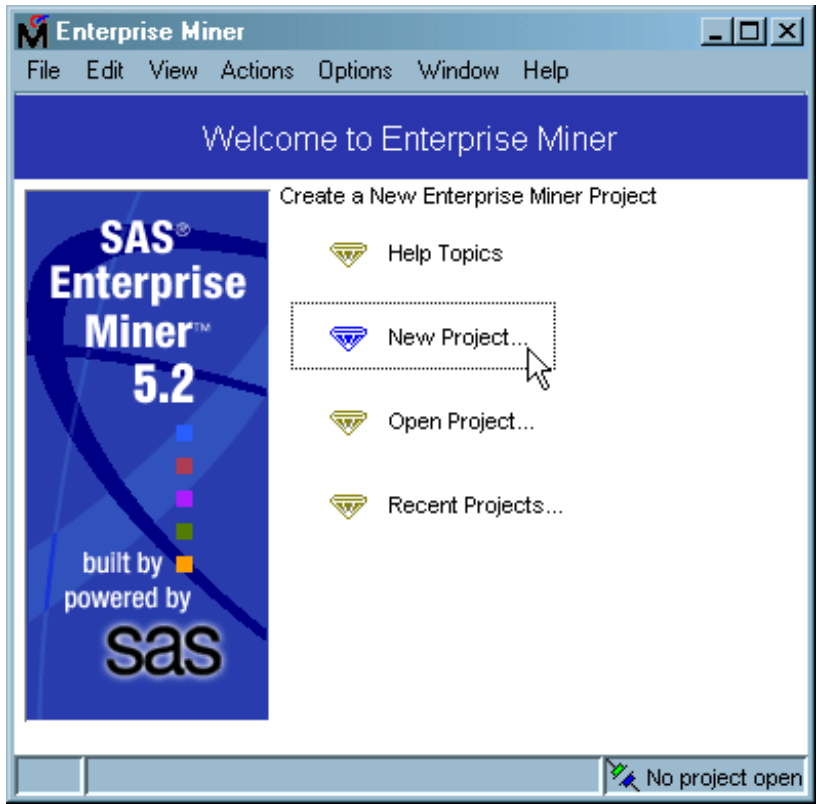 Enterprise Miner
File Edit View Actions Options Window Help
Welcome to Enterprise Miner
SAS®
Enterprise
Miner™
5.2
built by
powered by
sas
Create a New Enterprise Miner Project
Help Topics
New Project...
Open Project...
Recent Projects...
No project open